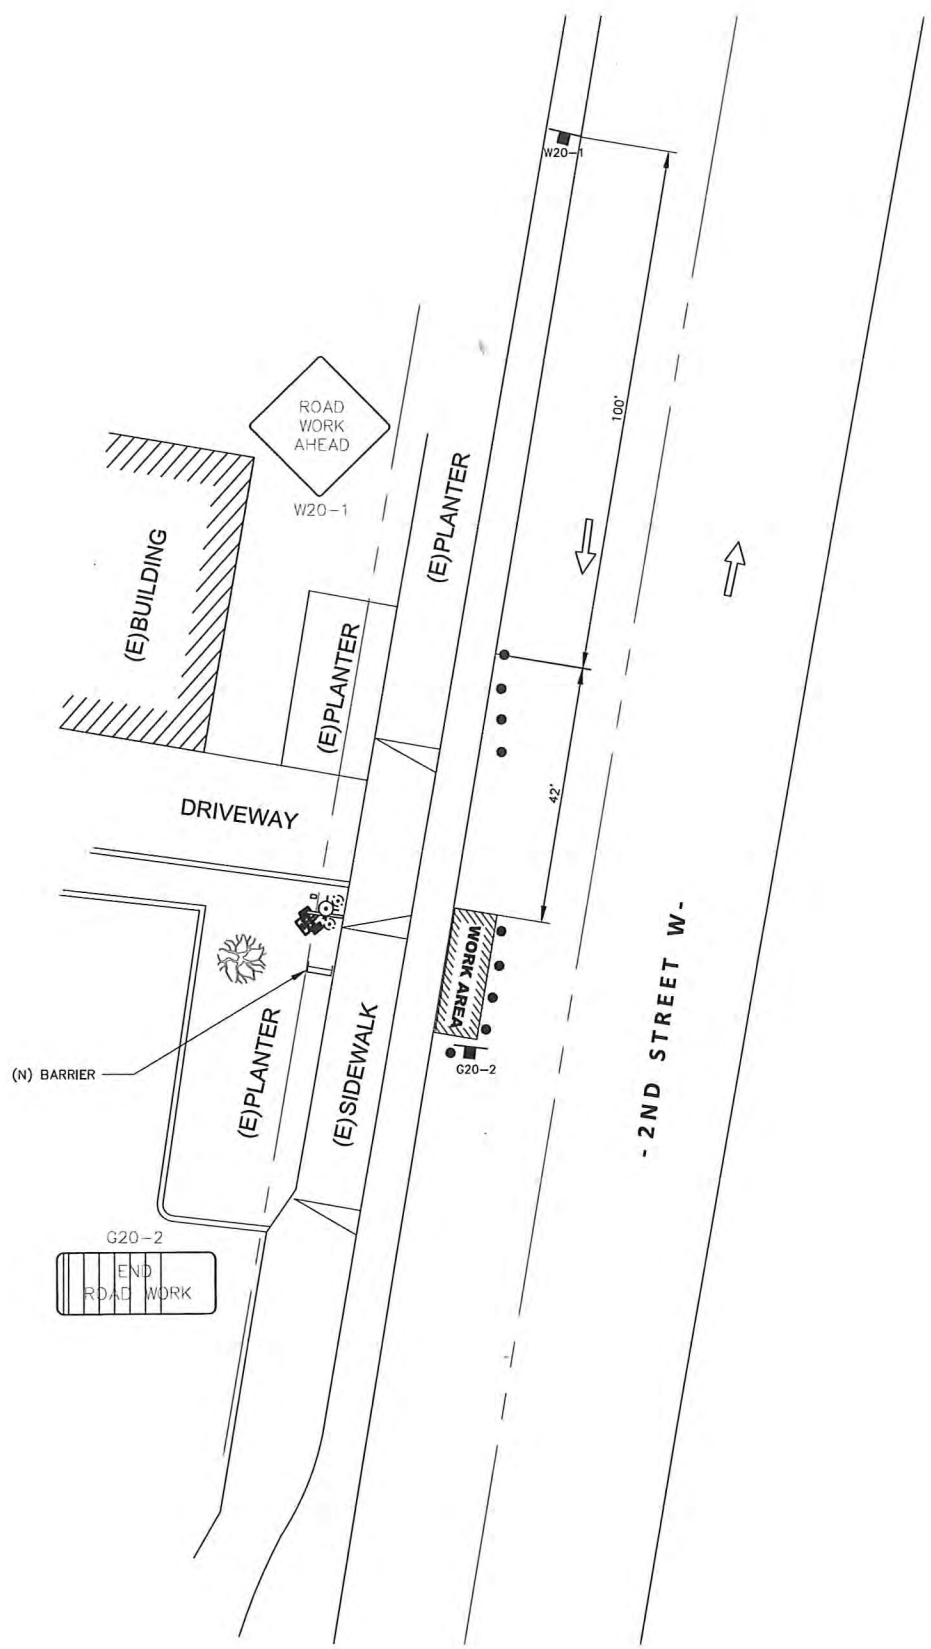 W20-1
100'
ROAD
WORK
AHEAD
W20-1
(E)PLANTER
(E)BUILDING
(E)PLANTER
42'
DRIVEWAY
D
WORK AREA
- 2ND STREET W-
(E)PLANTER
(E)SIDEWALK
(N) BARRIER
G20-2
G20-2
END
ROAD WORK